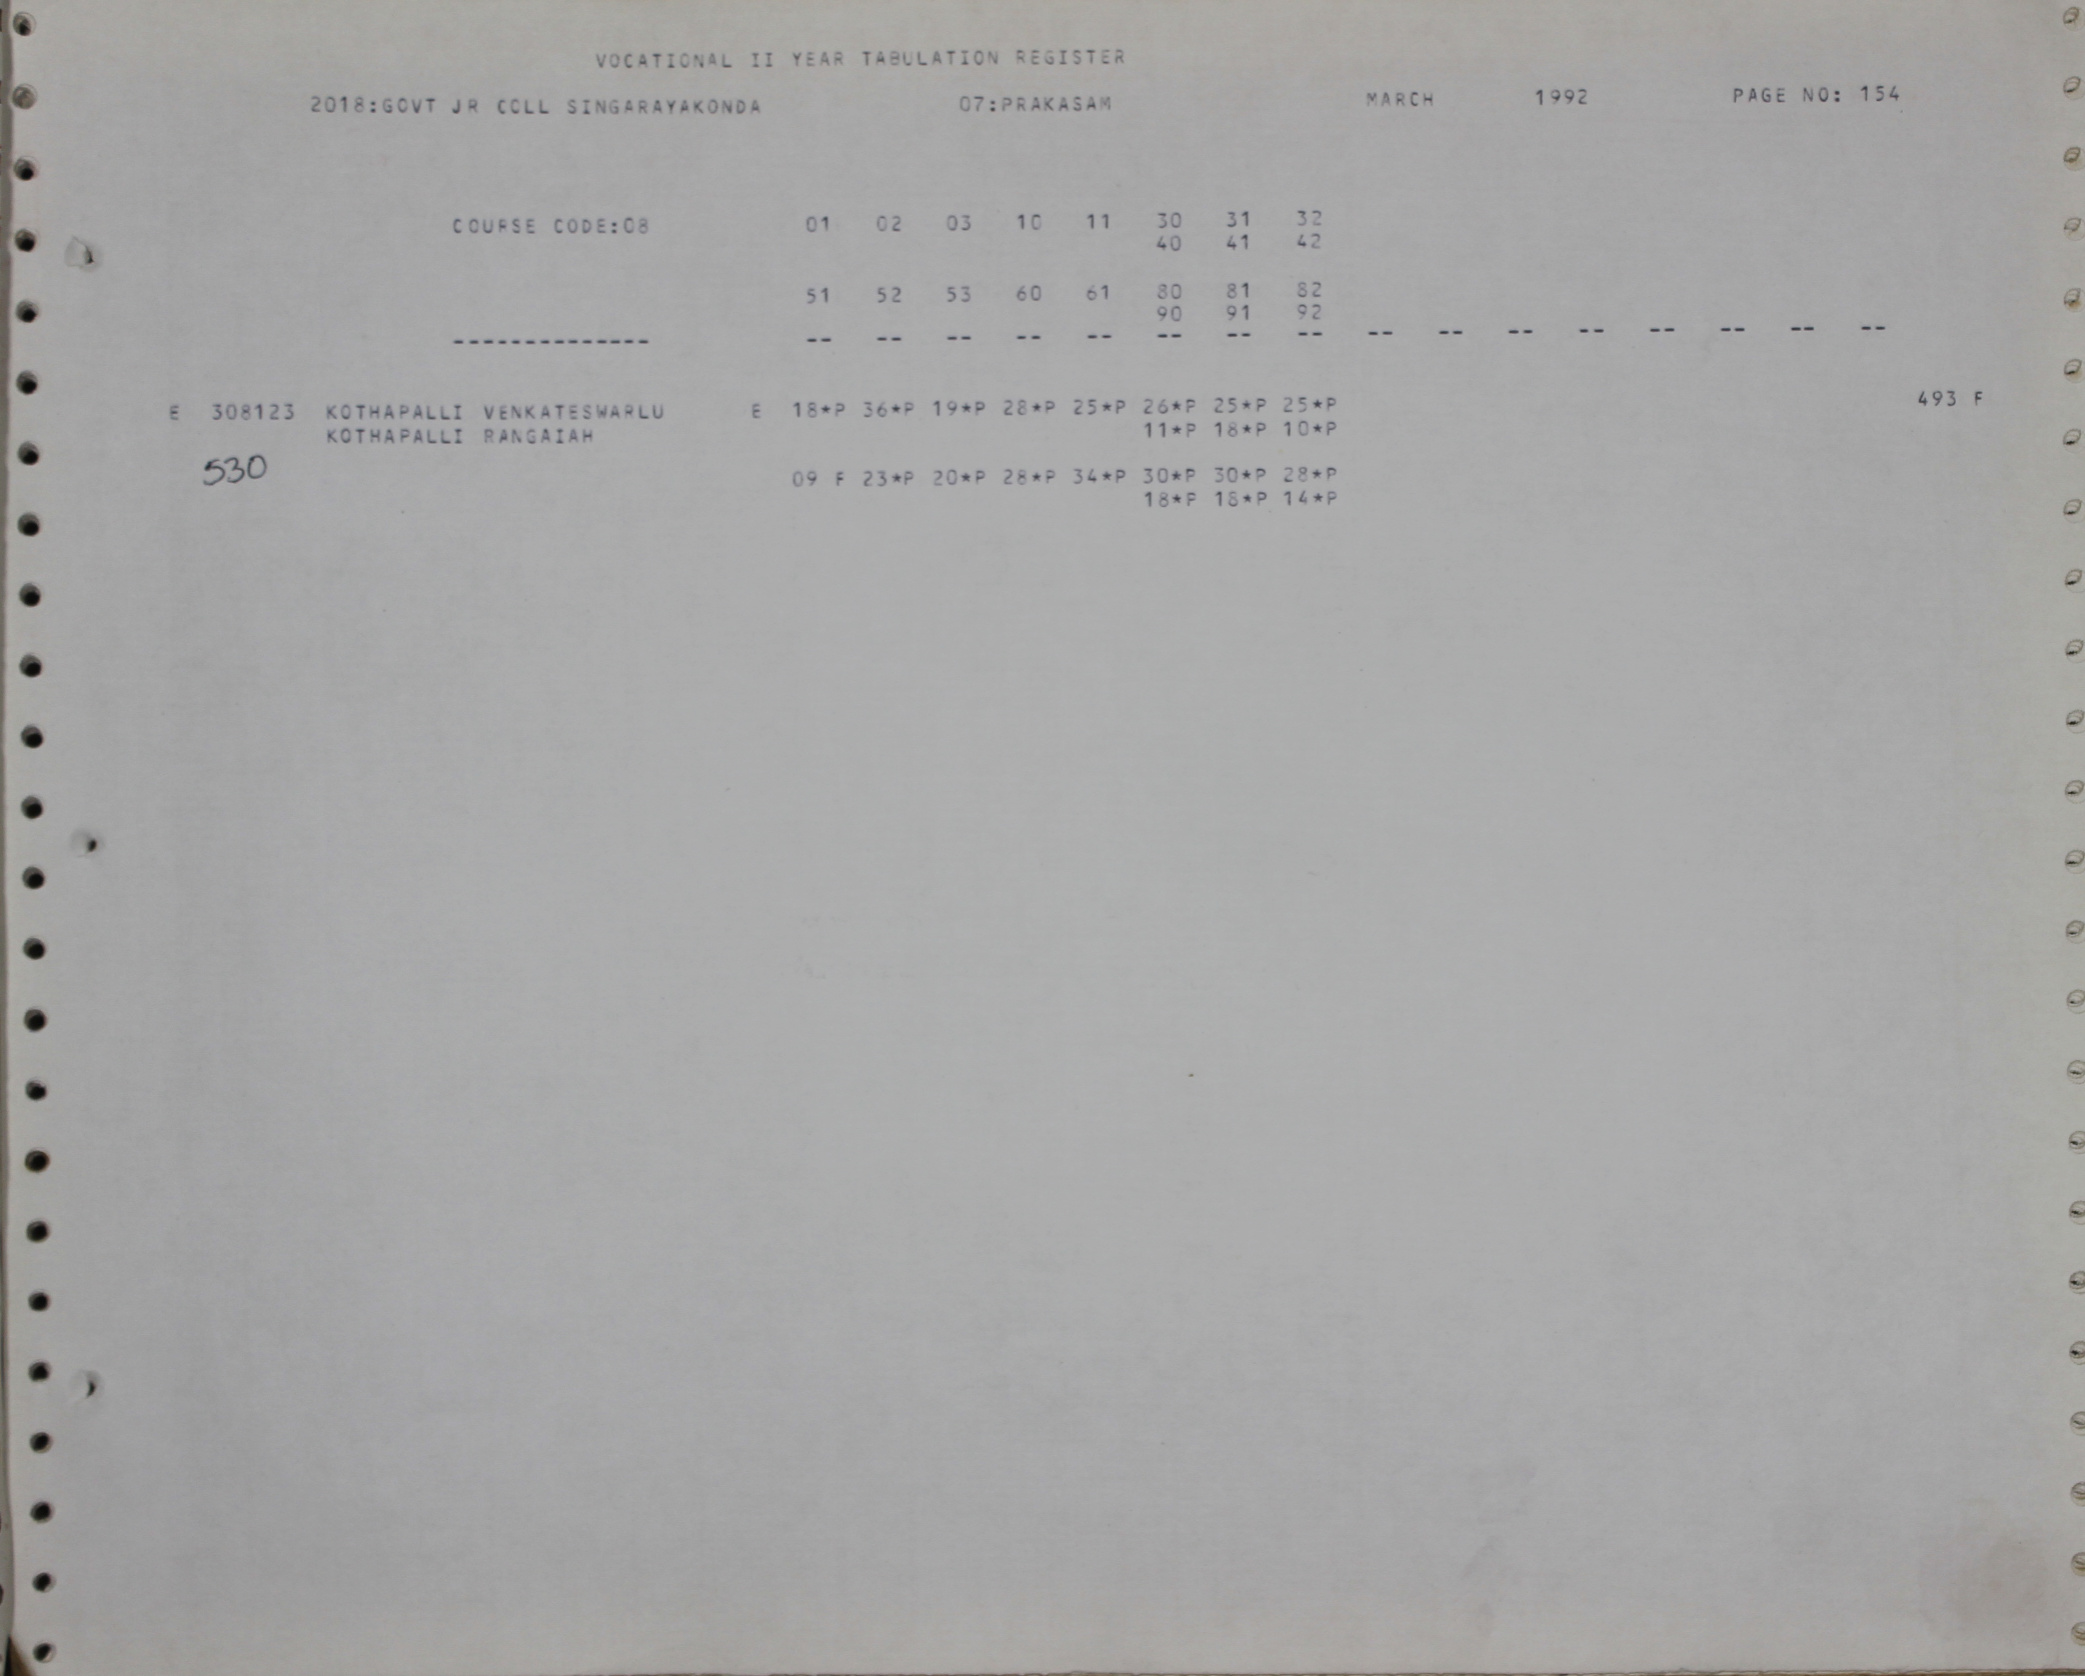 VOCATIONAL II YEAR TABULATION REGISTER
2018:GOVT JR COLL SINGARAYAKONDA 07:PRAKASAM MARCH 1992 PAGE NO: 154
COURSE CODE:08 01 02 03 10 11 30 31 32
40 41 42
51 52 53 60 61 80 81 82
90 91 92
-------------- -- -- -- -- -- -- -- -- -- -- -- -- -- -- -- --
E 308123 KOTHAPALLI VENKATESWARLU E 18*P 36*P 19*P 28*P 25*P 26*P 25*P 25*P 493 F
KOTHAPALLI RANGAIAH 11*P 18*P 10*P
530 09 F 23*P 20*P 28*P 34*P 30*P 30*P 28*P
18*P 18*P 14*P